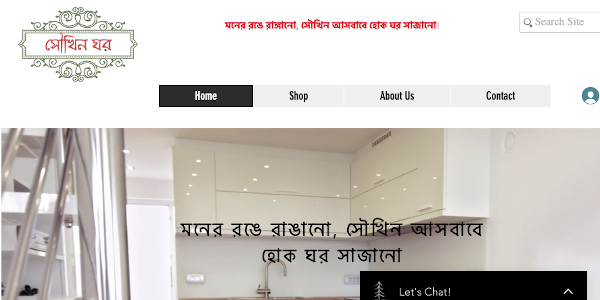 সৌখিন ঘর
মনের রঙে রাঙ্গানো, সৌখিন আসবাবে হোক ঘর সাজানো!
Search Site
Home
Shop
About Us
Contact
মনের রঙে রাঙানো, সৌখিন আসবাবে
হোক ঘর সাজানো
Let's Chat!